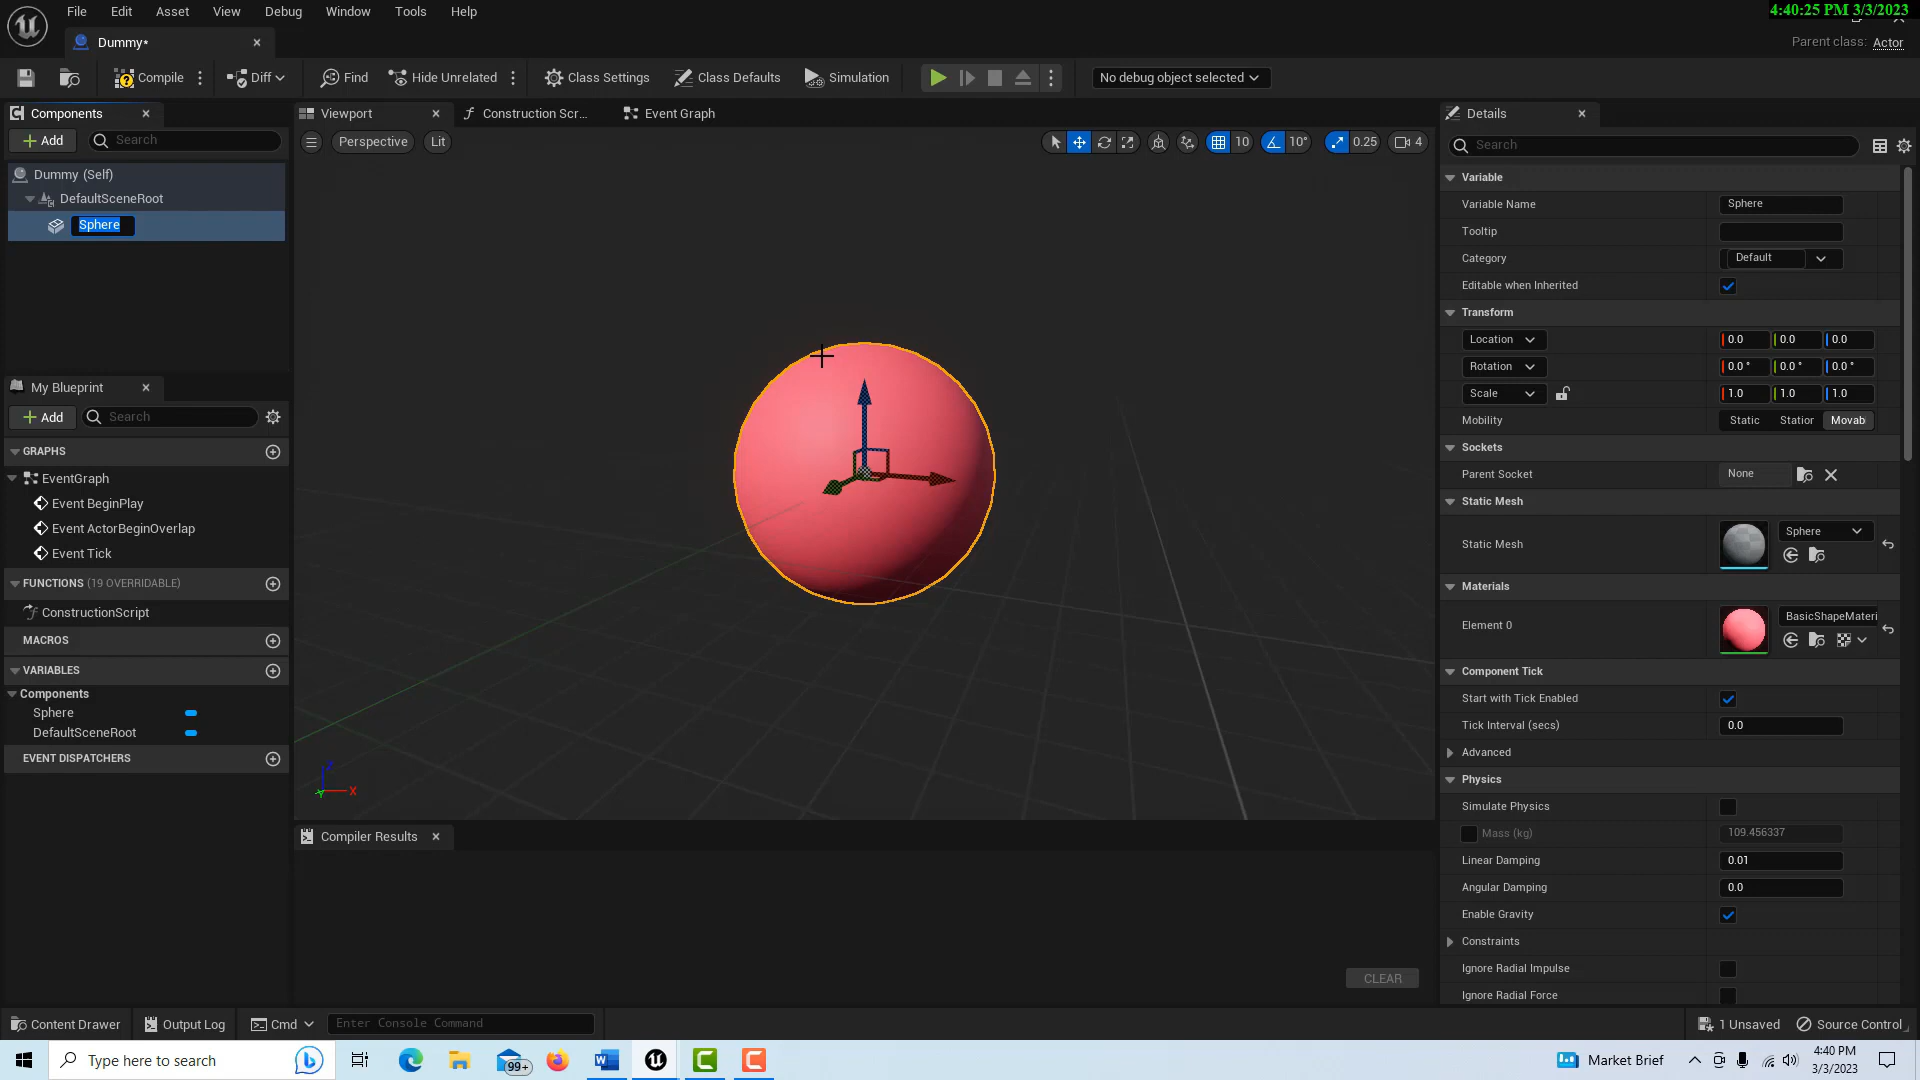 File Edit Asset View Debug Window Tools Help
4:40:25 PM 3/3/2023
Dummy*
Parent class: Actor
Compile Diff Find Hide Unrelated Class Settings Class Defaults Simulation No debug object selected
Components
Add Search
Dummy (Self)
DefaultSceneRoot
Sphere
My Blueprint
Add Search
GRAPHS
EventGraph
Event BeginPlay
Event ActorBeginOverlap
Event Tick
FUNCTIONS (19 OVERRIDABLE)
ConstructionScript
MACROS
VARIABLES
Components
Sphere
DefaultSceneRoot
EVENT DISPATCHERS
Viewport Construction Scr... Event Graph
Perspective Lit 10 10° 0.25 4
Z
Y X
Compiler Results
CLEAR
Details
Search
Variable
Variable Name Sphere
Tooltip
Category Default
Editable when Inherited
Transform
Location 0.0 0.0 0.0
Rotation 0.0 ° 0.0 ° 0.0 °
Scale 1.0 1.0 1.0
Mobility Static Station Movab
Sockets
Parent Socket None
Static Mesh
Static Mesh Sphere
Materials
Element 0 BasicShapeMateri
Component Tick
Start with Tick Enabled
Tick Interval (secs) 0.0
Advanced
Physics
Simulate Physics
Mass (kg) 109.456337
Linear Damping 0.01
Angular Damping 0.0
Enable Gravity
Constraints
Ignore Radial Impulse
Ignore Radial Force
Content Drawer Output Log Cmd Enter Console Command 1 Unsaved Source Control
Type here to search 99+ Market Brief 4:40 PM
3/3/2023